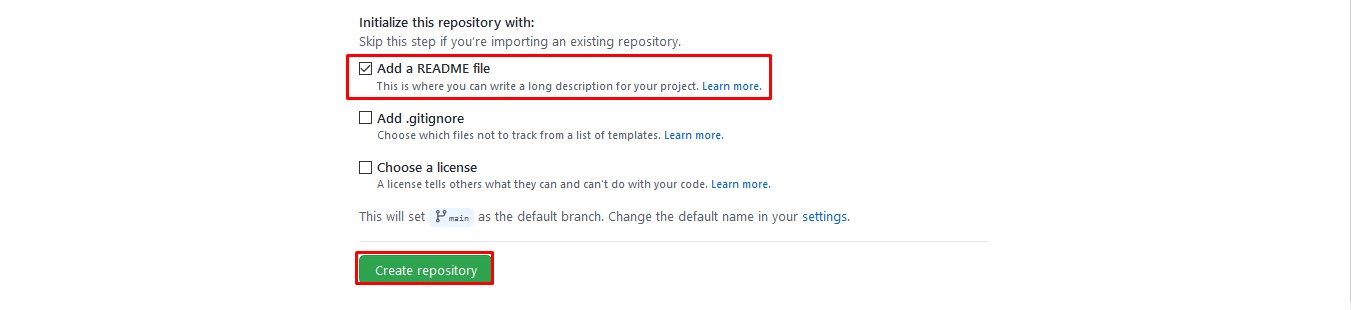 Initialize this repository with:
Skip this step if you're importing an existing repository.
Add a README file
This is where you can write a long description for your project. Learn more.
Add .gitignore
Choose which files not to track from a list of templates. Learn more.
Choose a license
A license tells others what they can and can't do with your code. Learn more.
This will set main as the default branch. Change the default name in your settings.
Create repository